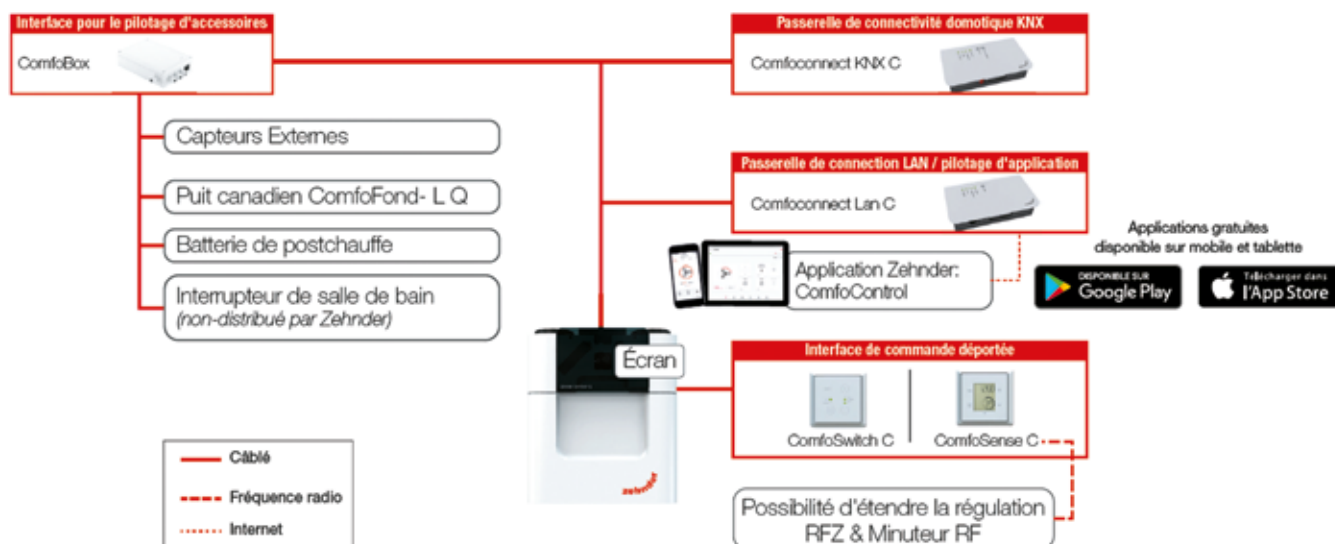 Interface pour le pilotage d'accessoires
ComfoBox
Capteurs Externes
Puit canadien ComfoFond- L Q
Batterie de postchauffe
Interrupteur de salle de bain
(non-distribué par Zehnder)
Passerelle de connectivité domotique KNX
Comfoconnect KNX C
Passerelle de connection LAN / pilotage d'application
Comfoconnect Lan C
Application Zehnder:
ComfoControl
Applications gratuites
disponible sur mobile et tablette
DISPONIBLE SUR
Google Play
Télécharger dans
l'App Store
Écran
zehnder
Interface de commande déportée
ComfoSwitch C
ComfoSense C
Possibilité d'étendre la régulation
RFZ & Minuteur RF
Câblé
Fréquence radio
Internet